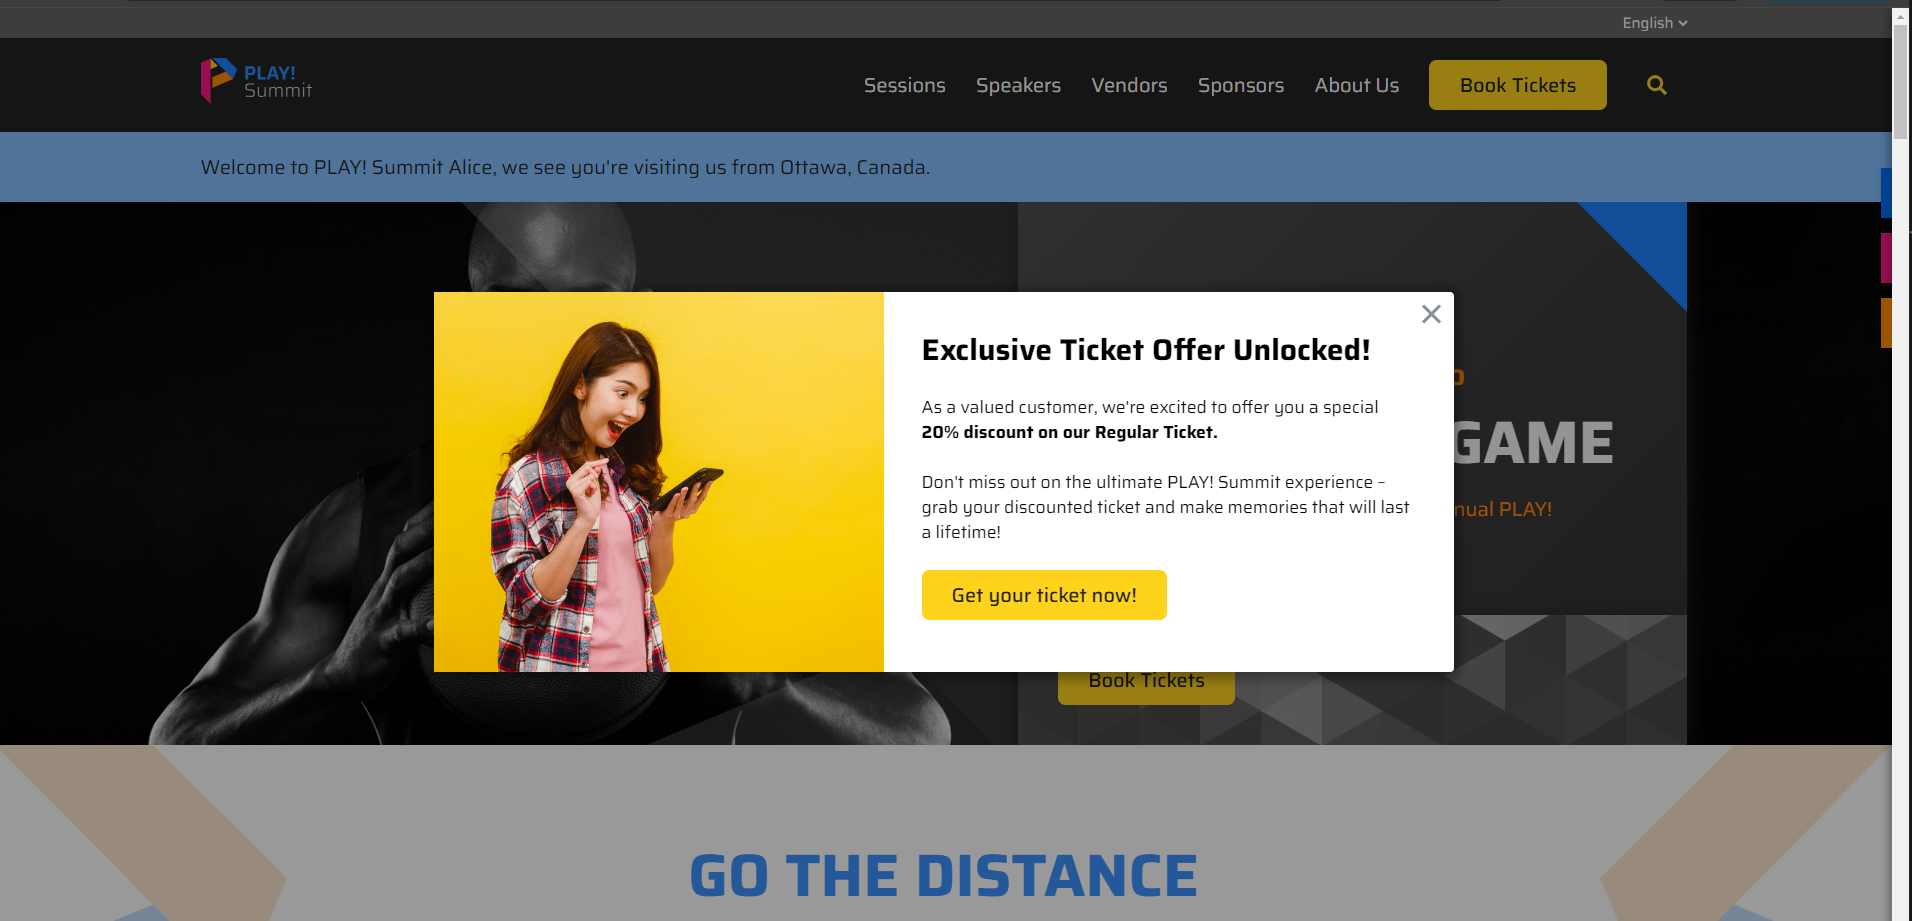 English
PLAY!
Summit
Sessions Speakers Vendors Sponsors About Us Book Tickets
Welcome to PLAY! Summit Alice, we see you're visiting us from Ottawa, Canada.
Exclusive Ticket Offer Unlocked!
As a valued customer, we're excited to offer you a special
20% discount on our Regular Ticket.
Don't miss out on the ultimate PLAY! Summit experience –
grab your discounted ticket and make memories that will last
a lifetime!
Get your ticket now!
GAME
PLAY!
Book Tickets
GO THE DISTANCE